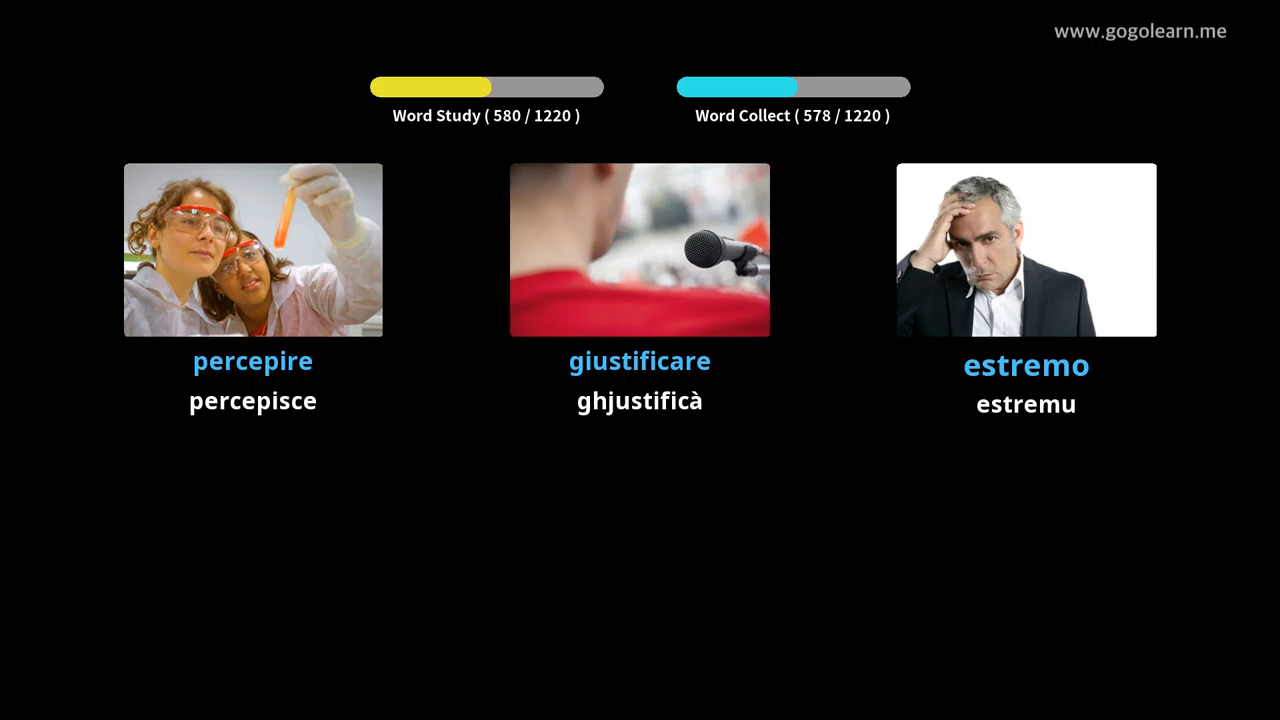 www.gogolearn.me
Word Study ( 580 / 1220 )
Word Collect ( 578 / 1220 )
percepire
percepisce
giustificare
ghjustificà
estremo
estremu